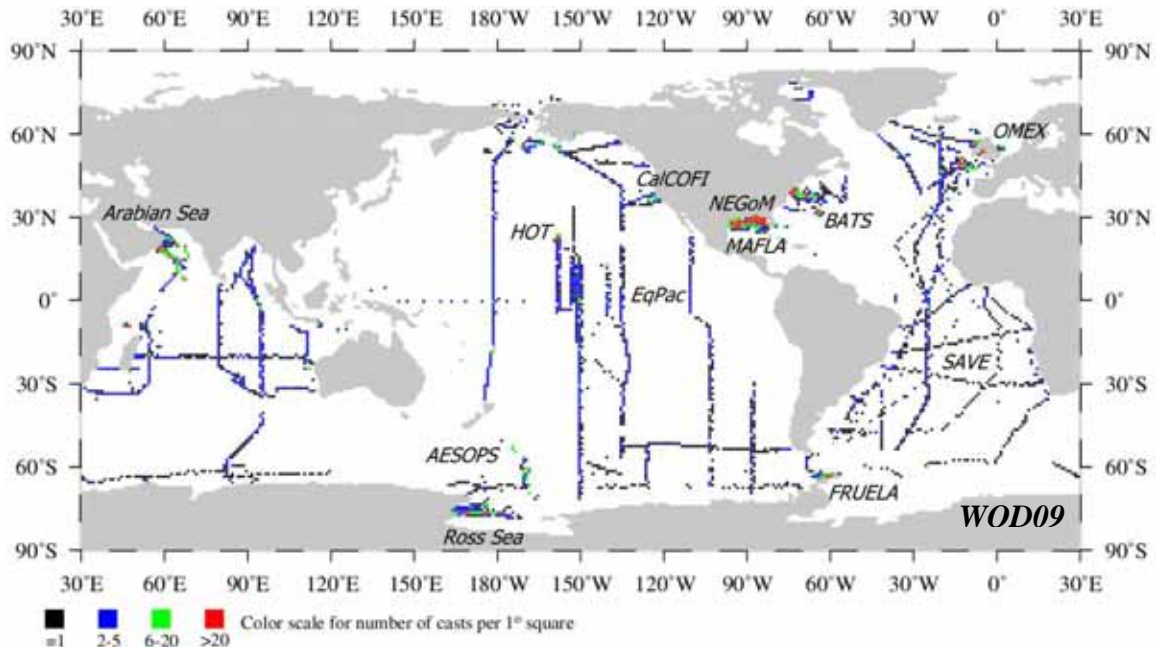 30˚E 60˚E 90˚E 120˚E 150˚E 180˚W 150˚W 120˚W 90˚W 60˚W 30˚W 0˚ 30˚E
90˚N 90˚N
60˚N 60˚N
OMEX
CalCOFI
Arabian Sea
NEGoM
30˚N 30˚N
HOT
BATS
MAFLA
EqPac
0˚ 0˚
SAVE
30˚S 30˚S
AESOPS
60˚S 60˚S
FRUELA
WOD09
Ross Sea
90˚S 90˚S
30˚E 60˚E 90˚E 120˚E 150˚E 180˚W 150˚W 120˚W 90˚W 60˚W 30˚W 0˚ 30˚E
Color scale for number of casts per 1° square
=1 2-5 6-20 >20